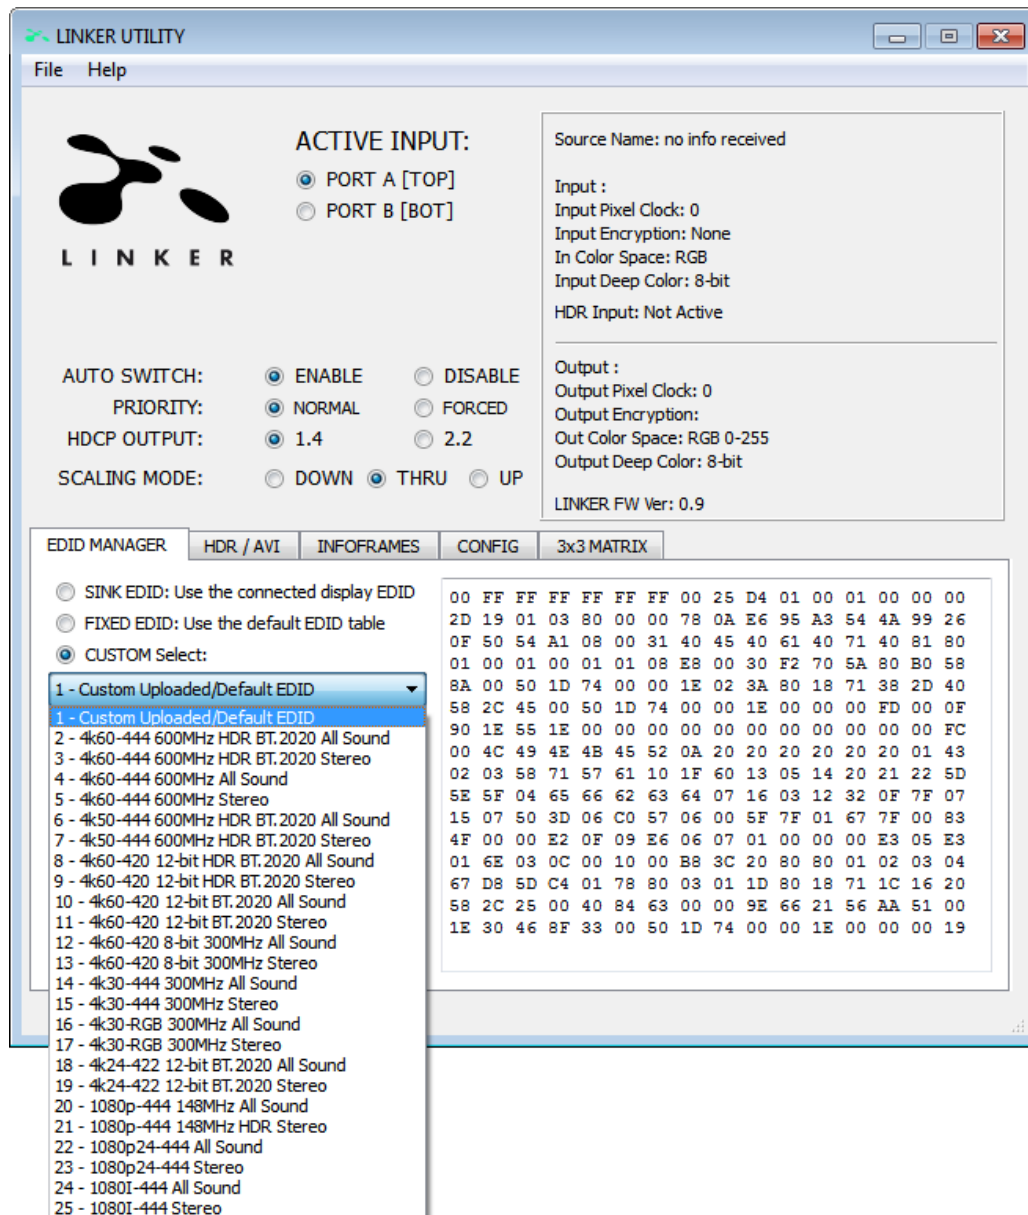 LINKER UTILITY
File Help
LINKER
ACTIVE INPUT:
PORT A [TOP]
PORT B [BOT]
AUTO SWITCH: ENABLE DISABLE
PRIORITY: NORMAL FORCED
HDCP OUTPUT: 1.4 2.2
SCALING MODE: DOWN THRU UP
Source Name: no info received
Input :
Input Pixel Clock: 0
Input Encryption: None
In Color Space: RGB
Input Deep Color: 8-bit
HDR Input: Not Active
Output :
Output Pixel Clock: 0
Output Encryption:
Out Color Space: RGB 0-255
Output Deep Color: 8-bit
LINKER FW Ver: 0.9
EDID MANAGER HDR / AVI INFOFRAMES CONFIG 3x3 MATRIX
SINK EDID: Use the connected display EDID
FIXED EDID: Use the default EDID table
CUSTOM Select:
1 - Custom Uploaded/Default EDID
1 - Custom Uploaded/Default EDID
2 - 4k60-444 600MHz HDR BT.2020 All Sound
3 - 4k60-444 600MHz HDR BT.2020 Stereo
4 - 4k60-444 600MHz All Sound
5 - 4k60-444 600MHz Stereo
6 - 4k50-444 600MHz HDR BT.2020 All Sound
7 - 4k50-444 600MHz HDR BT.2020 Stereo
8 - 4k60-420 12-bit HDR BT.2020 All Sound
9 - 4k60-420 12-bit HDR BT.2020 Stereo
10 - 4k60-420 12-bit BT.2020 All Sound
11 - 4k60-420 12-bit BT.2020 Stereo
12 - 4k60-420 8-bit 300MHz All Sound
13 - 4k60-420 8-bit 300MHz Stereo
14 - 4k30-444 300MHz All Sound
15 - 4k30-444 300MHz Stereo
16 - 4k30-RGB 300MHz All Sound
17 - 4k30-RGB 300MHz Stereo
18 - 4k24-422 12-bit BT.2020 All Sound
19 - 4k24-422 12-bit BT.2020 Stereo
20 - 1080p-444 148MHz All Sound
21 - 1080p-444 148MHz HDR Stereo
22 - 1080p24-444 All Sound
23 - 1080p24-444 Stereo
24 - 1080I-444 All Sound
25 - 1080I-444 Stereo
00 FF FF FF FF FF FF 00 25 D4 01 00 01 00 00 00
2D 19 01 03 80 00 00 78 0A E6 95 A3 54 4A 99 26
0F 50 54 A1 08 00 31 40 45 40 61 40 71 40 81 80
01 00 01 00 01 01 08 E8 00 30 F2 70 5A 80 B0 58
8A 00 50 1D 74 00 00 1E 02 3A 80 18 71 38 2D 40
58 2C 45 00 50 1D 74 00 00 1E 00 00 00 FD 00 0F
90 1E 55 1E 00 00 00 00 00 00 00 00 00 00 00 FC
00 4C 49 4E 4B 45 52 0A 20 20 20 20 20 20 01 43
02 03 58 71 57 61 10 1F 60 13 05 14 20 21 22 5D
5E 5F 04 65 66 62 63 64 07 16 03 12 32 0F 7F 07
15 07 50 3D 06 C0 57 06 00 5F 7F 01 67 7F 00 83
4F 00 00 E2 0F 09 E6 06 07 01 00 00 00 E3 05 E3
01 6E 03 0C 00 10 00 B8 3C 20 80 80 01 02 03 04
67 D8 5D C4 01 78 80 03 01 1D 80 18 71 1C 16 20
58 2C 25 00 40 84 63 00 00 9E 66 21 56 AA 51 00
1E 30 46 8F 33 00 50 1D 74 00 00 1E 00 00 00 19